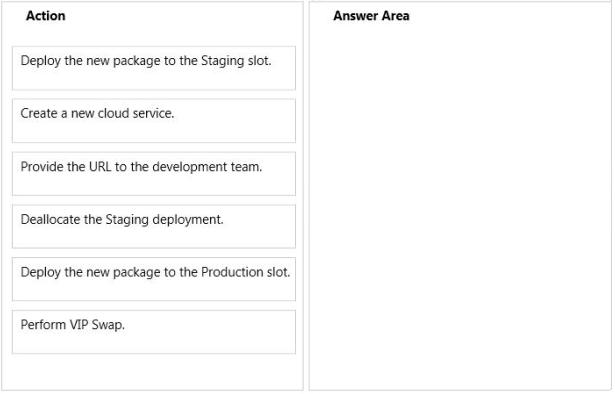 Action
Answer Area
Deploy the new package to the Staging slot.
Create a new cloud service.
Provide the URL to the development team.
Deallocate the Staging deployment.
Deploy the new package to the Production slot.
Perform VIP Swap.